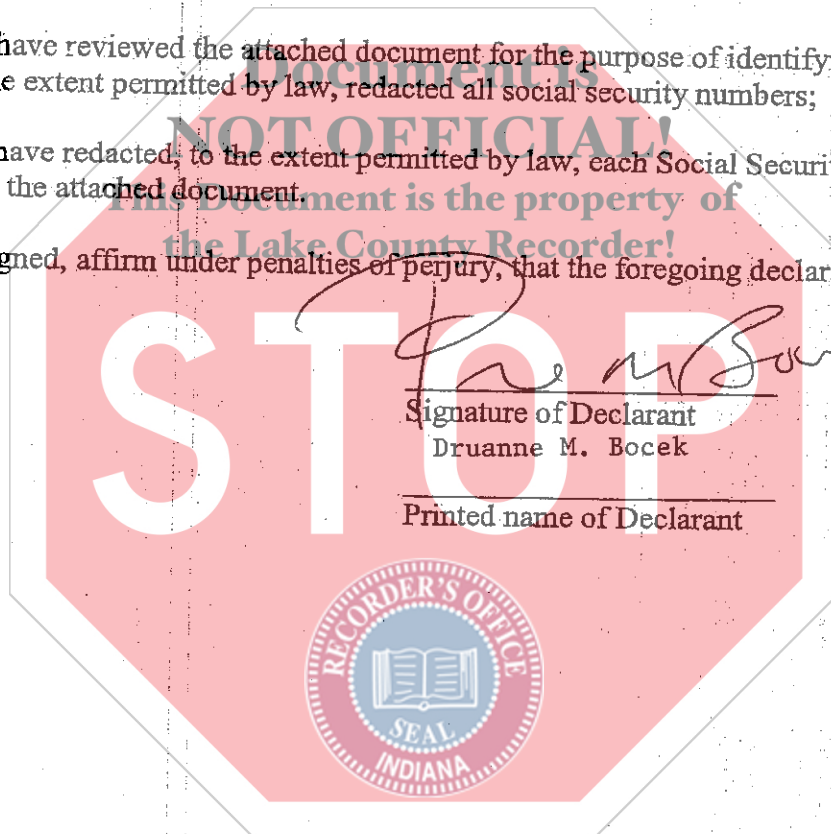 have reviewed the attached document for the purpose of identify
Document is
e extent permitted by law, redacted all social security numbers;
NOT OFFICIAL!
have redacted, to the extent permitted by law, each Social Securi
the attached document.
This Document is the property of
the Lake County Recorder!
gned, affirm under penalties of perjury, that the foregoing declar
STOP
Signature of Declarant
Druanne M. Bocek
Printed name of Declarant
RECORDER'S OFFICE
SEAL
INDIANA